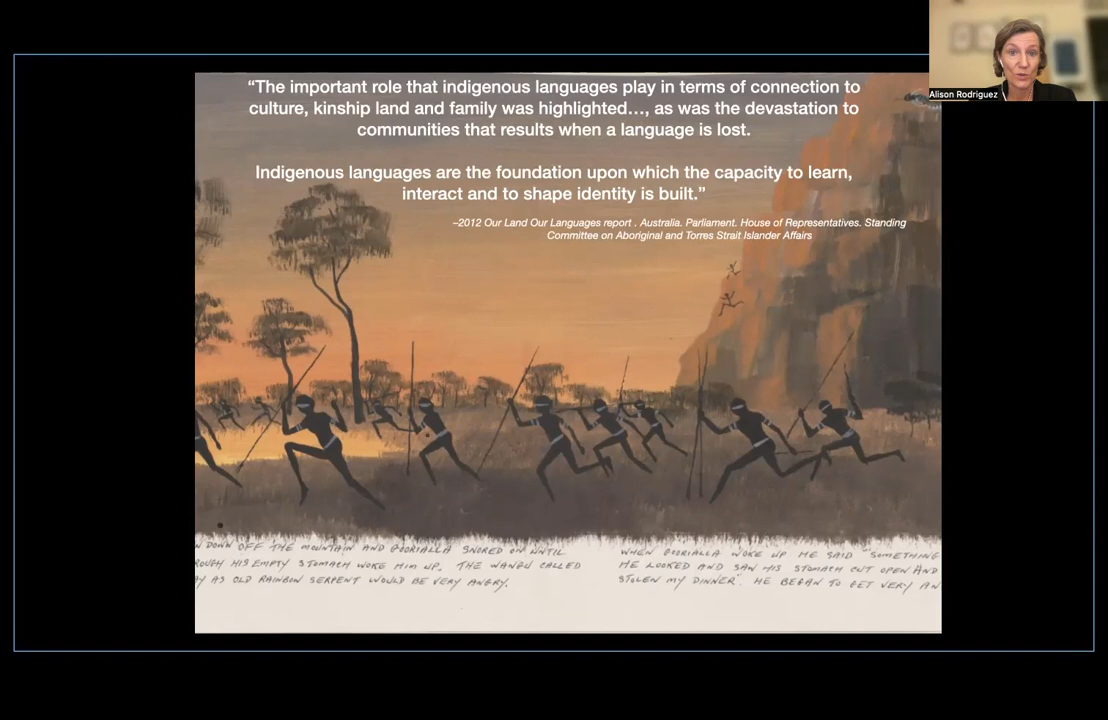 “The important role that indigenous languages play in terms of connection to
culture, kinship land and family was highlighted…, as was the devastation to
communities that results when a language is lost.
Indigenous languages are the foundation upon which the capacity to learn,
interact and to shape identity is built.”
–2012 Our Land Our Languages report . Australia. Parliament. House of Representatives. Standing
Committee on Aboriginal and Torres Strait Islander Affairs
Alison Rodriguez
DOWN OFF THE MOUNTAIN AND GOORIALLA SNORED ON UNTIL
HIS EMPTY STOMACH WOKE HIM UP. THE WANGU CALLED
AS OLD RAINBOW SERPENT WOULD BE VERY ANGRY.
WHEN GOORIALLA WOKE UP HE SAID "SOMETHING
HE LOOKED AND SAW HIS STOMACH CUT OPEN AND
STOLEN MY DINNER". HE BEGAN TO GET VERY AN